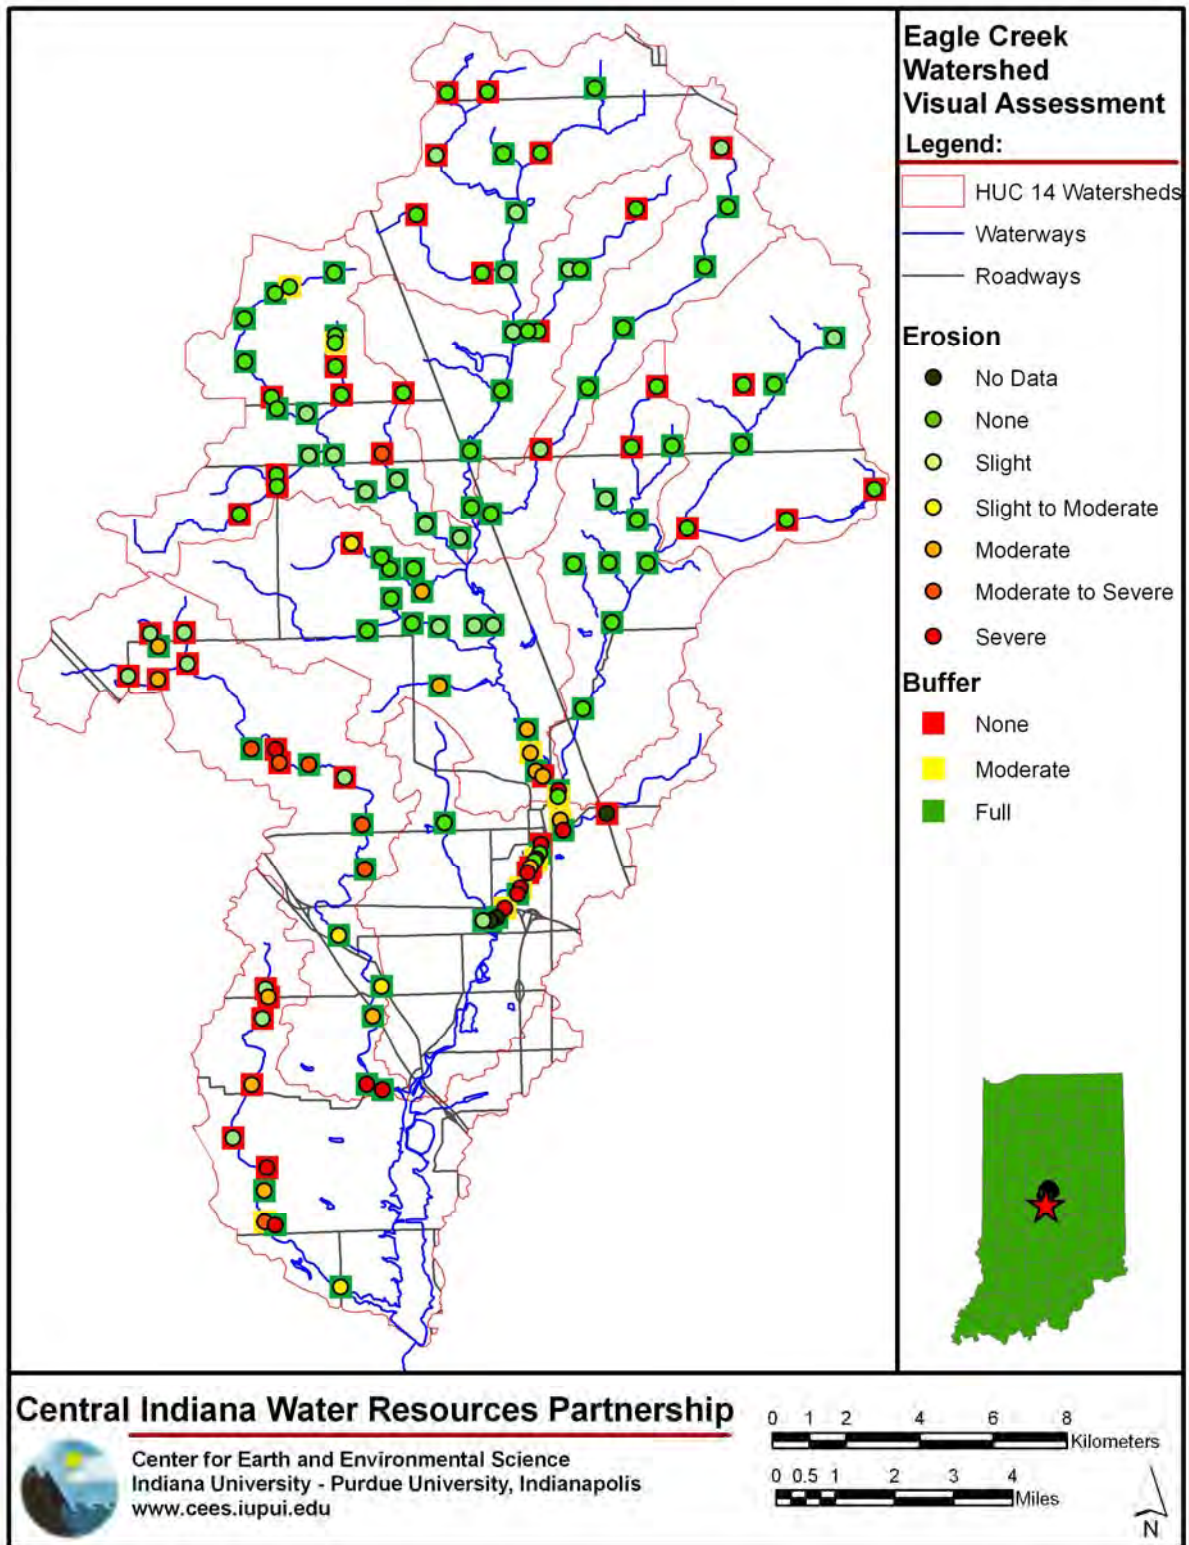 Eagle Creek
Watershed
Visual Assessment
Legend:
HUC 14 Watersheds
Waterways
Roadways
Erosion
No Data
None
Slight
Slight to Moderate
Moderate
Moderate to Severe
Severe
Buffer
None
Moderate
Full
Central Indiana Water Resources Partnership
Center for Earth and Environmental Science
Indiana University - Purdue University, Indianapolis
www.cees.iupui.edu
0 1 2 4 6 8
Kilometers
0 0.5 1 2 3 4
Miles
N